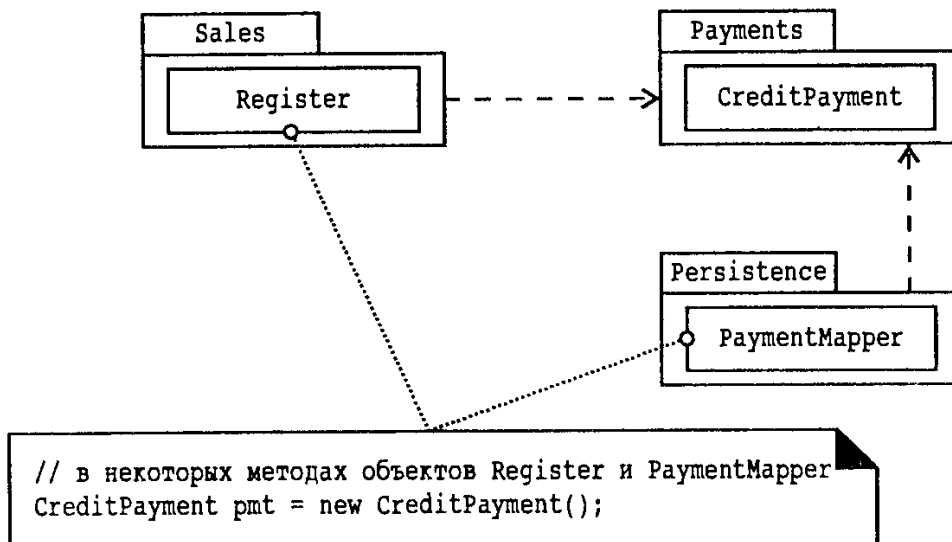 Sales
Register
Payments
CreditPayment
Persistence
PaymentMapper
// в некоторых методах объектов Register и PaymentMapper
CreditPayment pmt = new CreditPayment();